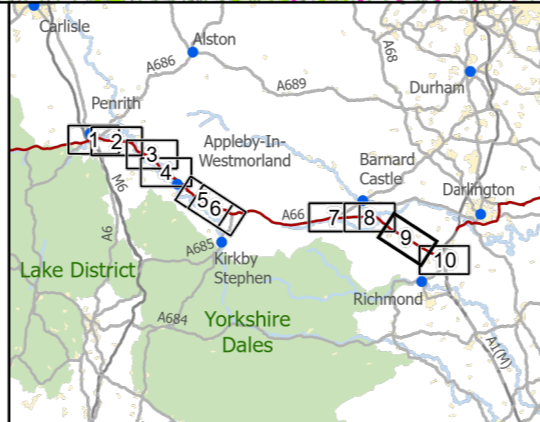 Carlisle
Alston
A686
A68
A689
Durham
Penrith
1
2
3
4
5
6
Appleby-In-
Westmorland
Barnard
Castle
Darlington
M6
A66
7
8
9
10
A6
A685
Kirkby
Stephen
Lake District
Richmond
A684
Yorkshire
Dales
A1(M)